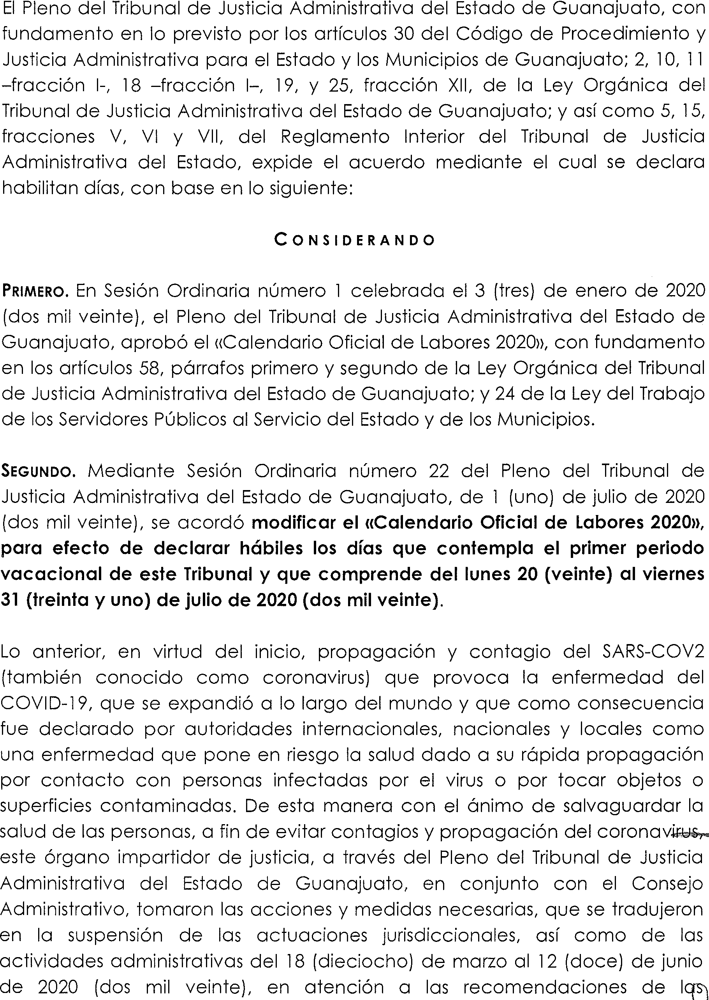 El Pleno del Tribunal de Justicia Administrativa del Estado de Guanajuato, con
fundamento en lo previsto por los artículos 30 del Código de Procedimiento y
Justicia Administrativa para el Estado y los Municipios de Guanajuato; 2, 10, 11
–fracción I-, 18 –fracción I–, 19, y 25, fracción XII, de la Ley Orgánica del
Tribunal de Justicia Administrativa del Estado de Guanajuato; y así como 5, 15,
fracciones V, VI y VII, del Reglamento Interior del Tribunal de Justicia
Administrativa del Estado, expide el acuerdo mediante el cual se declara
habilitan días, con base en lo siguiente:
CONSIDERANDO
PRIMERO. En Sesión Ordinaria número 1 celebrada el 3 (tres) de enero de 2020
(dos mil veinte), el Pleno del Tribunal de Justicia Administrativa del Estado de
Guanajuato, aprobó el «Calendario Oficial de Labores 2020», con fundamento
en los artículos 58, párrafos primero y segundo de la Ley Orgánica del Tribunal
de Justicia Administrativa del Estado de Guanajuato; y 24 de la Ley del Trabajo
de los Servidores Públicos al Servicio del Estado y de los Municipios.
SEGUNDO. Mediante Sesión Ordinaria número 22 del Pleno del Tribunal de
Justicia Administrativa del Estado de Guanajuato, de 1 (uno) de julio de 2020
(dos mil veinte), se acordó modificar el «Calendario Oficial de Labores 2020»,
para efecto de declarar hábiles los días que contempla el primer periodo
vacacional de este Tribunal y que comprende del lunes 20 (veinte) al viernes
31 (treinta y uno) de julio de 2020 (dos mil veinte).
Lo anterior, en virtud del inicio, propagación y contagio del SARS-COV2
(también conocido como coronavirus) que provoca la enfermedad del
COVID-19, que se expandió a lo largo del mundo y que como consecuencia
fue declarado por autoridades internacionales, nacionales y locales como
una enfermedad que pone en riesgo la salud dado a su rápida propagación
por contacto con personas infectadas por el virus o por tocar objetos o
superficies contaminadas. De esta manera con el ánimo de salvaguardar la
salud de las personas, a fin de evitar contagios y propagación del coronavirus,
este órgano impartidor de justicia, a través del Pleno del Tribunal de Justicia
Administrativa del Estado de Guanajuato, en conjunto con el Consejo
Administrativo, tomaron las acciones y medidas necesarias, que se tradujeron
en la suspensión de las actuaciones jurisdiccionales, así como de las
actividades administrativas del 18 (dieciocho) de marzo al 12 (doce) de junio
de 2020 (dos mil veinte), en atención a las recomendaciones de las